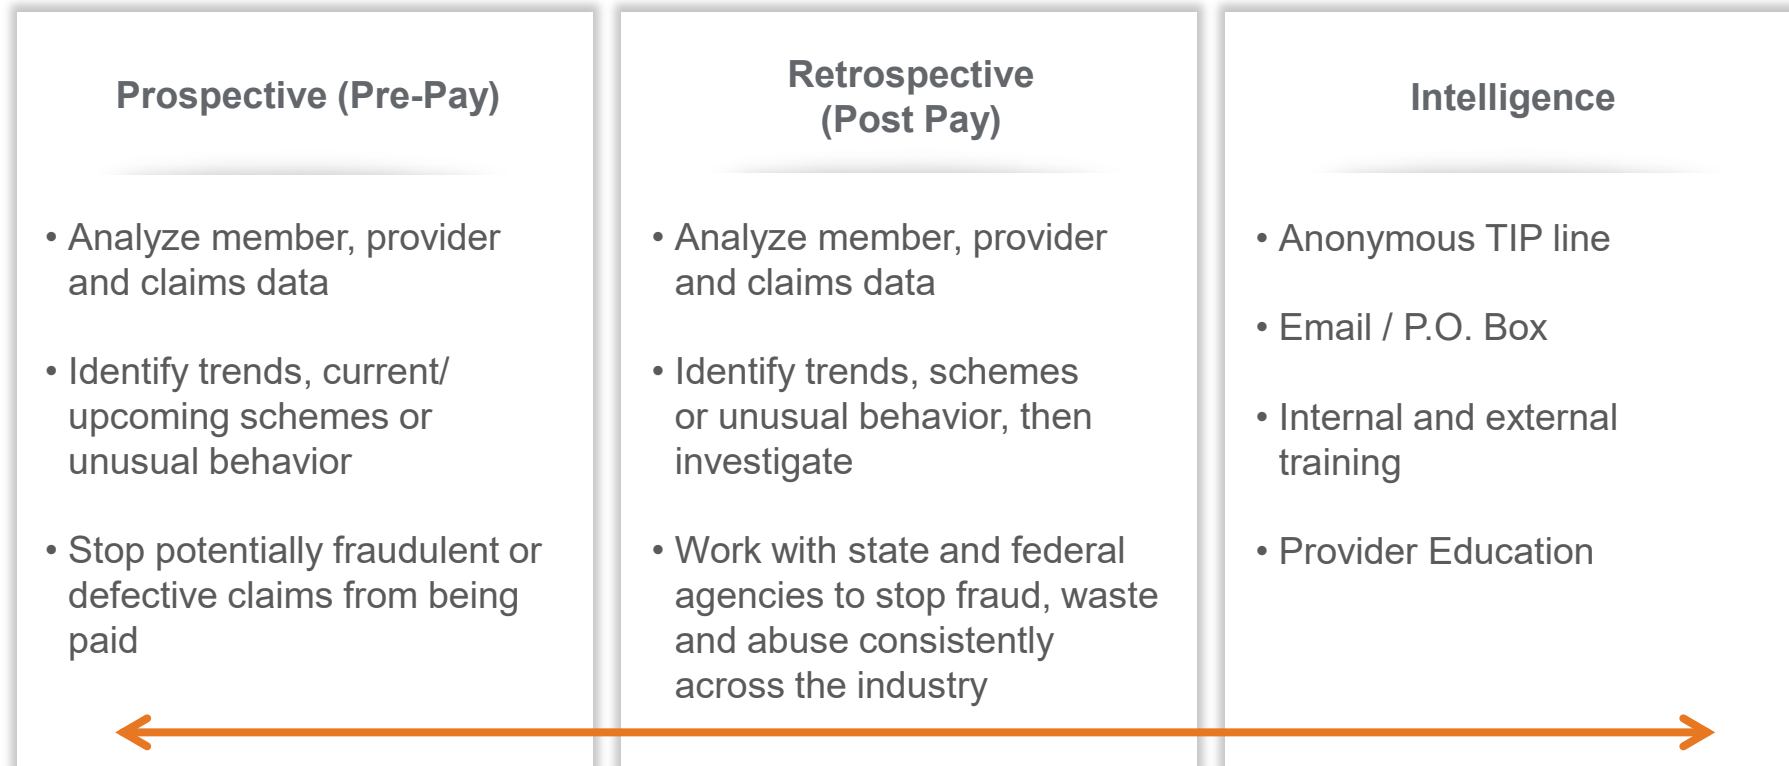 Prospective (Pre-Pay)
• Analyze member, provider
and claims data
• Identify trends, current/
upcoming schemes or
unusual behavior
• Stop potentially fraudulent or
defective claims from being
paid
Retrospective
(Post Pay)
• Analyze member, provider
and claims data
• Identify trends, schemes
or unusual behavior, then
investigate
• Work with state and federal
agencies to stop fraud, waste
and abuse consistently
across the industry
Intelligence
• Anonymous TIP line
• Email / P.O. Box
• Internal and external
training
• Provider Education